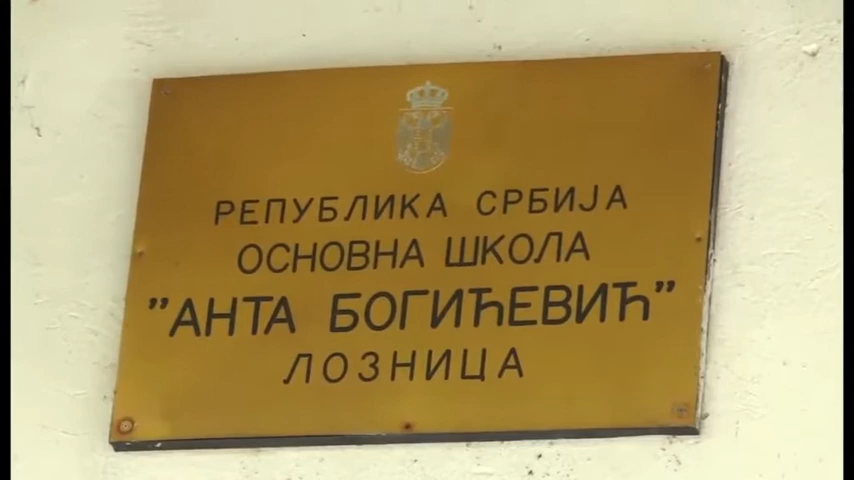 РЕПУБЛИКА СРБИЈА
ОСНОВНА ШКОЛА
"АНТА БОГИЋЕВИЋ"
ЛОЗНИЦА